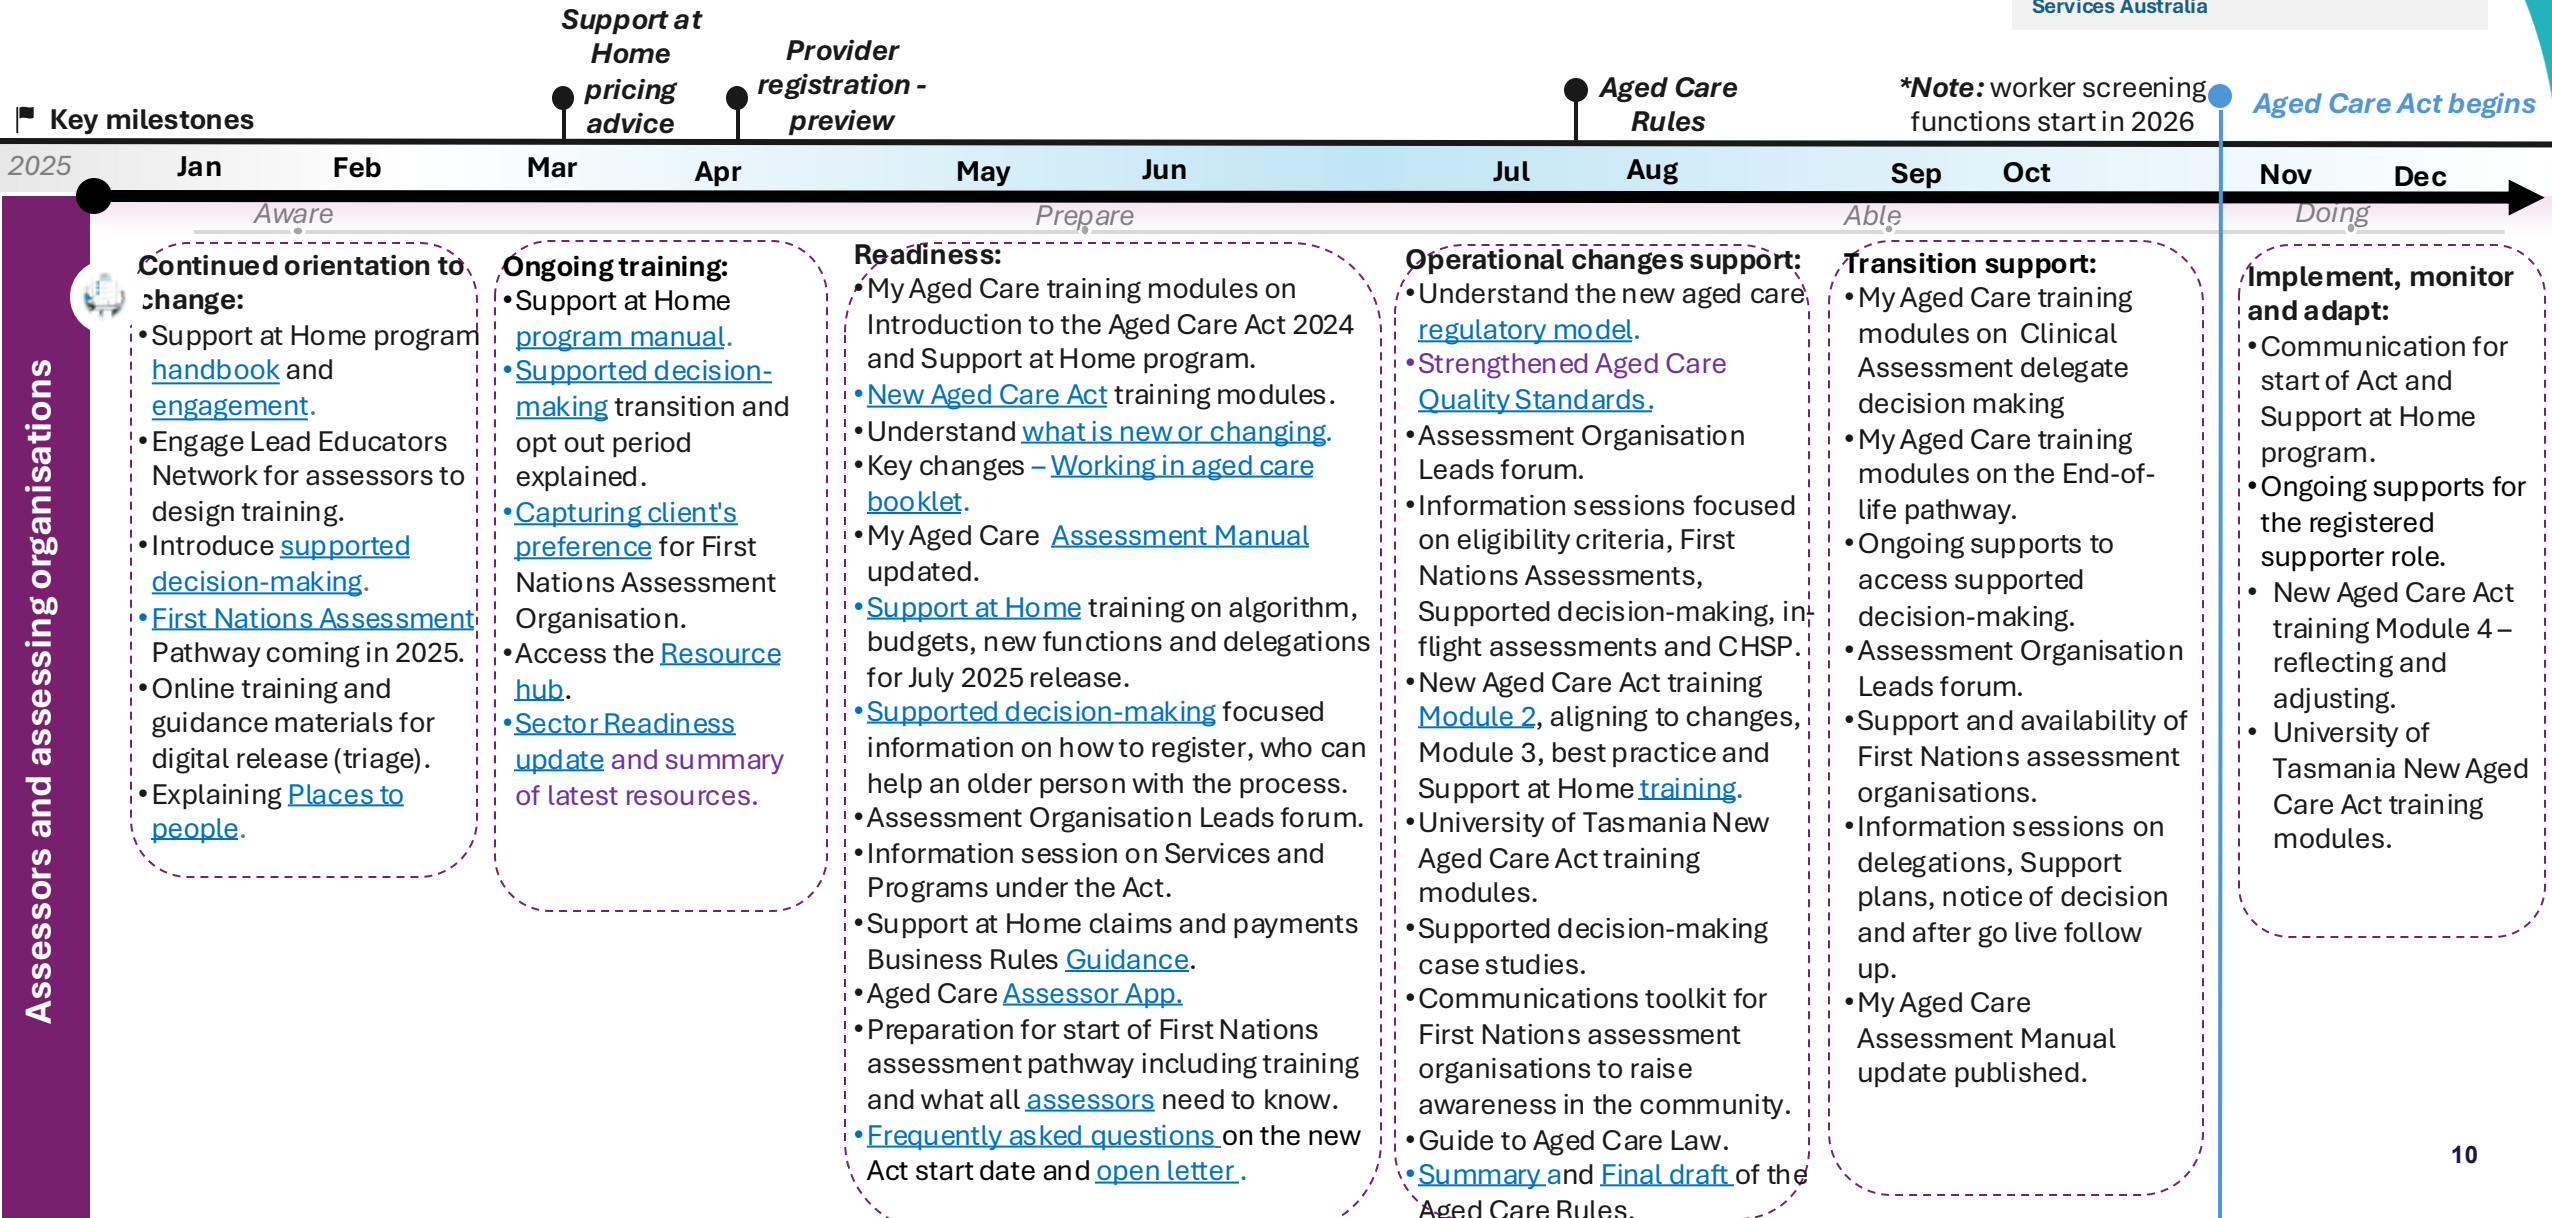 Services Australia
Support at
Home
pricing
advice
Provider
registration -
preview
Aged Care
Rules
*Note: worker screening
functions start in 2026
Aged Care Act begins
Key milestones
2025
Jan
Feb
Mar
Apr
May
Jun
Jul
Aug
Sep
Oct
Nov
Dec
Aware
Prepare
Able
Doing
Assessors and assessing organisations
Continued orientation to
change:
•Support at Home program
handbook and
engagement.
•Engage Lead Educators
Network for assessors to
design training.
•Introduce supported
decision-making.
•First Nations Assessment
Pathway coming in 2025.
•Online training and
guidance materials for
digital release (triage).
•Explaining Places to
people.
Ongoing training:
•Support at Home
program manual.
•Supported decision-
making transition and
opt out period
explained.
•Capturing client's
preference for First
Nations Assessment
Organisation.
•Access the Resource
hub.
•Sector Readiness
update and summary
of latest resources.
Readiness:
•My Aged Care training modules on
Introduction to the Aged Care Act 2024
and Support at Home program.
•New Aged Care Act training modules.
•Understand what is new or changing.
•Key changes – Working in aged care
booklet.
•My Aged Care Assessment Manual
updated.
•Support at Home training on algorithm,
budgets, new functions and delegations
for July 2025 release.
•Supported decision-making focused
information on how to register, who can
help an older person with the process.
•Assessment Organisation Leads forum.
•Information session on Services and
Programs under the Act.
•Support at Home claims and payments
Business Rules Guidance.
•Aged Care Assessor App.
•Preparation for start of First Nations
assessment pathway including training
and what all assessors need to know.
•Frequently asked questions on the new
Act start date and open letter.
Operational changes support:
•Understand the new aged care
regulatory model.
•Strengthened Aged Care
Quality Standards.
•Assessment Organisation
Leads forum.
•Information sessions focused
on eligibility criteria, First
Nations Assessments,
Supported decision-making, in-
flight assessments and CHSP.
•New Aged Care Act training
Module 2, aligning to changes,
Module 3, best practice and
Support at Home training.
•University of Tasmania New
Aged Care Act training
modules.
•Supported decision-making
case studies.
•Communications toolkit for
First Nations assessment
organisations to raise
awareness in the community.
•Guide to Aged Care Law.
•Summary and Final draft of the
Aged Care Rules.
Transition support:
•My Aged Care training
modules on Clinical
Assessment delegate
decision making
•My Aged Care training
modules on the End-of-
life pathway.
•Ongoing supports to
access supported
decision-making.
•Assessment Organisation
Leads forum.
•Support and availability of
First Nations assessment
organisations.
•Information sessions on
delegations, Support
plans, notice of decision
and after go live follow
up.
•My Aged Care
Assessment Manual
update published.
Implement, monitor
and adapt:
•Communication for
start of Act and
Support at Home
program.
•Ongoing supports for
the registered
supporter role.
• New Aged Care Act
training Module 4 –
reflecting and
adjusting.
• University of
Tasmania New Aged
Care Act training
modules.
10